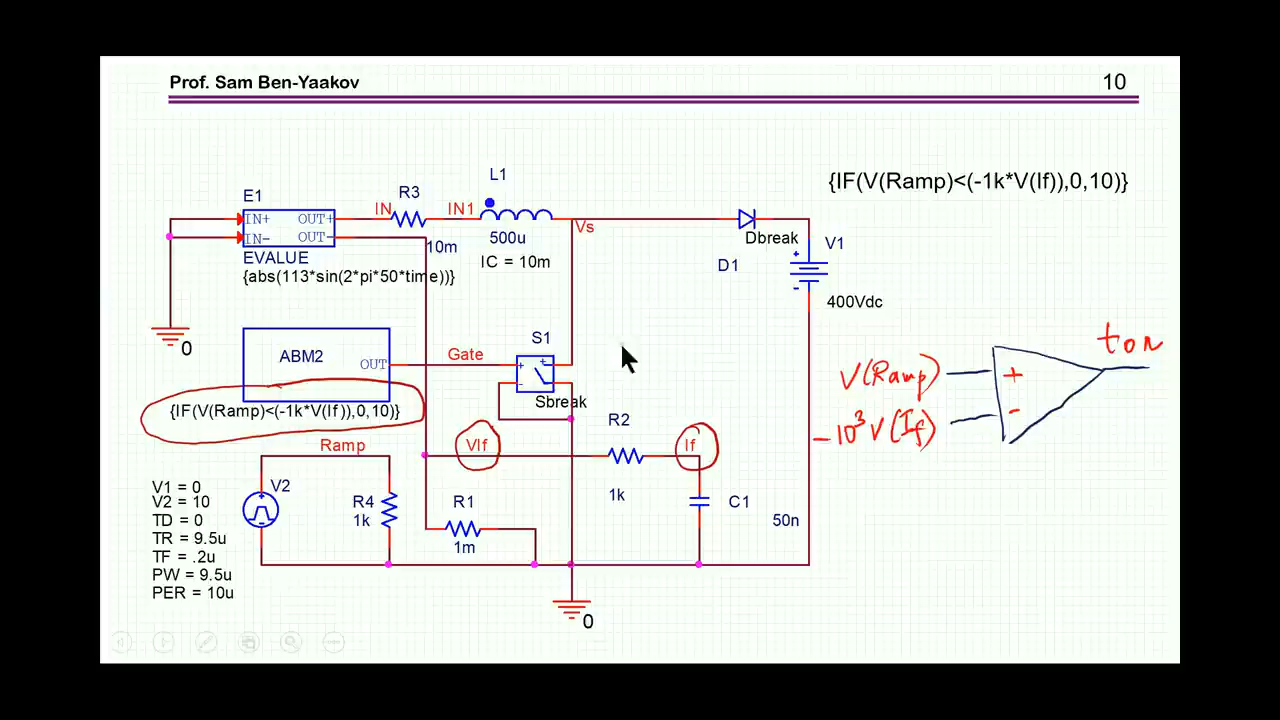 Prof. Sam Ben-Yaakov
10
{IF(V(Ramp)<(-1k*V(If)),0,10)}
E1
IN+
IN-
OUT+
OUT-
EVALUE
{abs(113*sin(2*pi*50*time))}
IN
R3
10m
IN1
L1
500u
IC = 10m
Vs
Dbreak
D1
V1
+
-
400Vdc
0
ABM2
OUT
{IF(V(Ramp)<(-1k*V(If)),0,10)}
Gate
S1
+
-
+
-
Sbreak
V(Ramp)
-10³ V(If)
+
-
ton
Ramp
VIf
R2
1k
If
V1 = 0
V2 = 10
TD = 0
TR = 9.5u
TF = .2u
PW = 9.5u
PER = 10u
V2
+
-
R4
1k
R1
1m
C1
50n
0